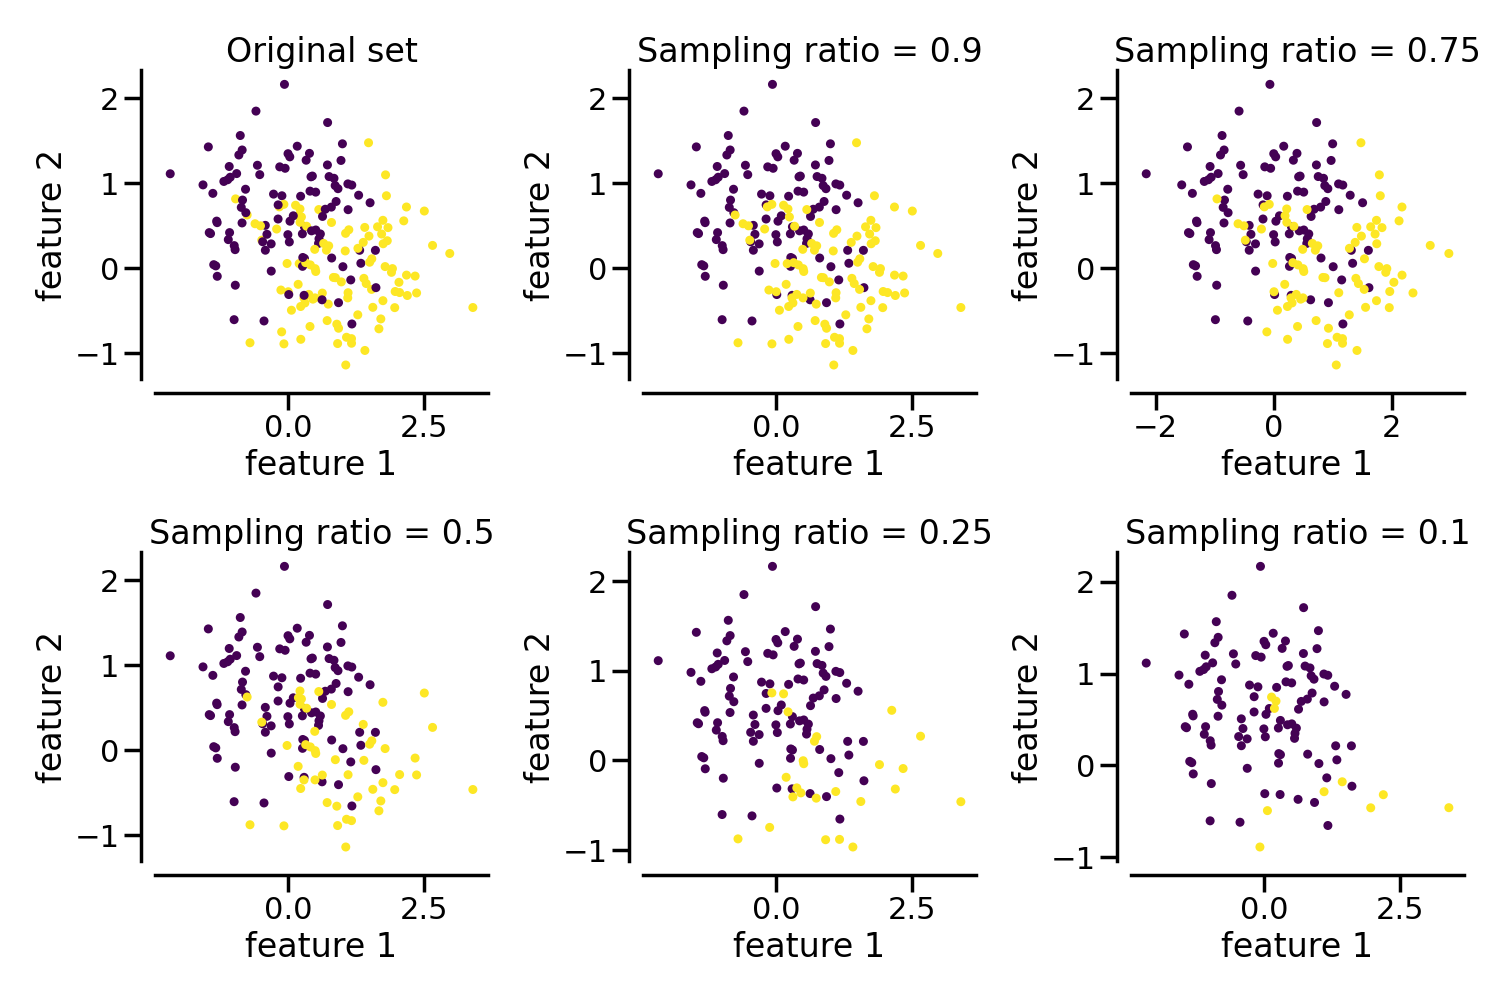 Original set
Sampling ratio = 0.9
Sampling ratio = 0.75
2
1
0
−1
feature 2
0.0
2.5
feature 1
2
1
0
−1
feature 2
0.0
2.5
feature 1
2
1
0
−1
feature 2
−2
0
2
feature 1
Sampling ratio = 0.5
Sampling ratio = 0.25
Sampling ratio = 0.1
2
1
0
−1
feature 2
0.0
2.5
feature 1
2
1
0
−1
feature 2
0.0
2.5
feature 1
2
1
0
−1
feature 2
0.0
2.5
feature 1